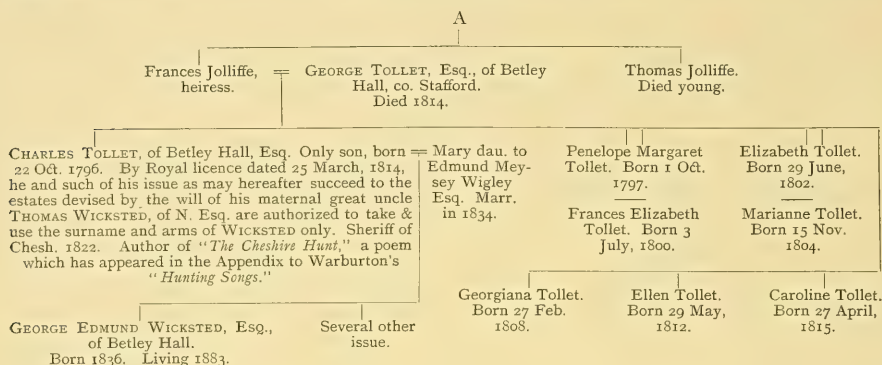 A
Frances Jolliffe,
heiress.
=
GEORGE TOLLET, Esq., of Betley
Hall, co. Stafford.
Died 1814.
Thomas Jolliffe.
Died young.
CHARLES TOLLET, of Betley Hall, Esq. Only son, born
22 Oct. 1796. By Royal licence dated 25 March, 1814,
he and such of his issue as may hereafter succeed to the
estates devised by the will of his maternal great uncle
THOMAS WICKSTED, of N. Esq. are authorized to take &
use the surname and arms of WICKSTED only. Sheriff of
Chesh. 1822. Author of "The Cheshire Hunt," a poem
which has appeared in the Appendix to Warburton's
"Hunting Songs."
=
Mary dau. to
Edmund Mey-
sey Wigley
Esq. Marr.
in 1834.
Penelope Margaret
Tollet. Born 1 Oct.
1797.
Frances Elizabeth
Tollet. Born 3
July, 1800.
Elizabeth Tollet.
Born 29 June,
1802.
Marianne Tollet.
Born 15 Nov.
1804.
Georgiana Tollet.
Born 27 Feb.
1808.
Ellen Tollet.
Born 29 May,
1812.
Caroline Tollet.
Born 27 April,
1815.
GEORGE EDMUND WICKSTED, ESQ.,
of Betley Hall.
Born 1836. Living 1883.
Several other
issue.